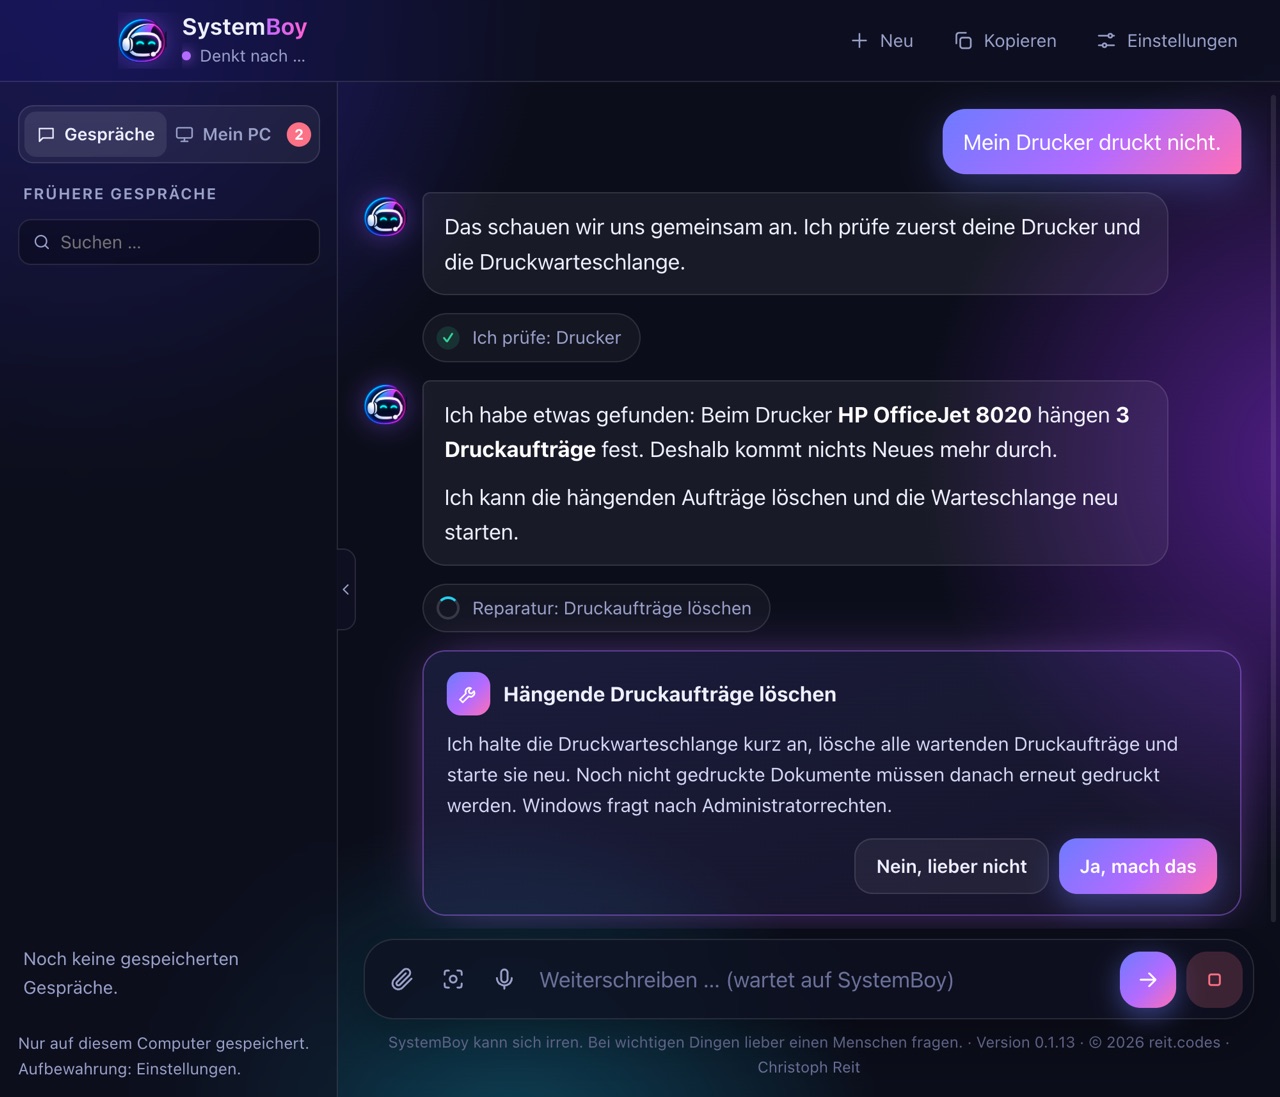 SystemBoy
Denkt nach ...
Neu
Kopieren
Einstellungen
Gespräche
Mein PC
2
FRÜHERE GESPRÄCHE
Suchen ...
Noch keine gespeicherten
Gespräche.
Nur auf diesem Computer gespeichert.
Aufbewahrung: Einstellungen.
Mein Drucker druckt nicht.
Das schauen wir uns gemeinsam an. Ich prüfe zuerst deine Drucker und
die Druckwarteschlange.
Ich prüfe: Drucker
Ich habe etwas gefunden: Beim Drucker HP OfficeJet 8020 hängen 3
Druckaufträge fest. Deshalb kommt nichts Neues mehr durch.
Ich kann die hängenden Aufträge löschen und die Warteschlange neu
starten.
Reparatur: Druckaufträge löschen
Hängende Druckaufträge löschen
Ich halte die Druckwarteschlange kurz an, lösche alle wartenden Druckaufträge und
starte sie neu. Noch nicht gedruckte Dokumente müssen danach erneut gedruckt
werden. Windows fragt nach Administratorrechten.
Nein, lieber nicht
Ja, mach das
Weiterschreiben ... (wartet auf SystemBoy)
SystemBoy kann sich irren. Bei wichtigen Dingen lieber einen Menschen fragen. · Version 0.1.13 · © 2026 reit.codes ·
Christoph Reit